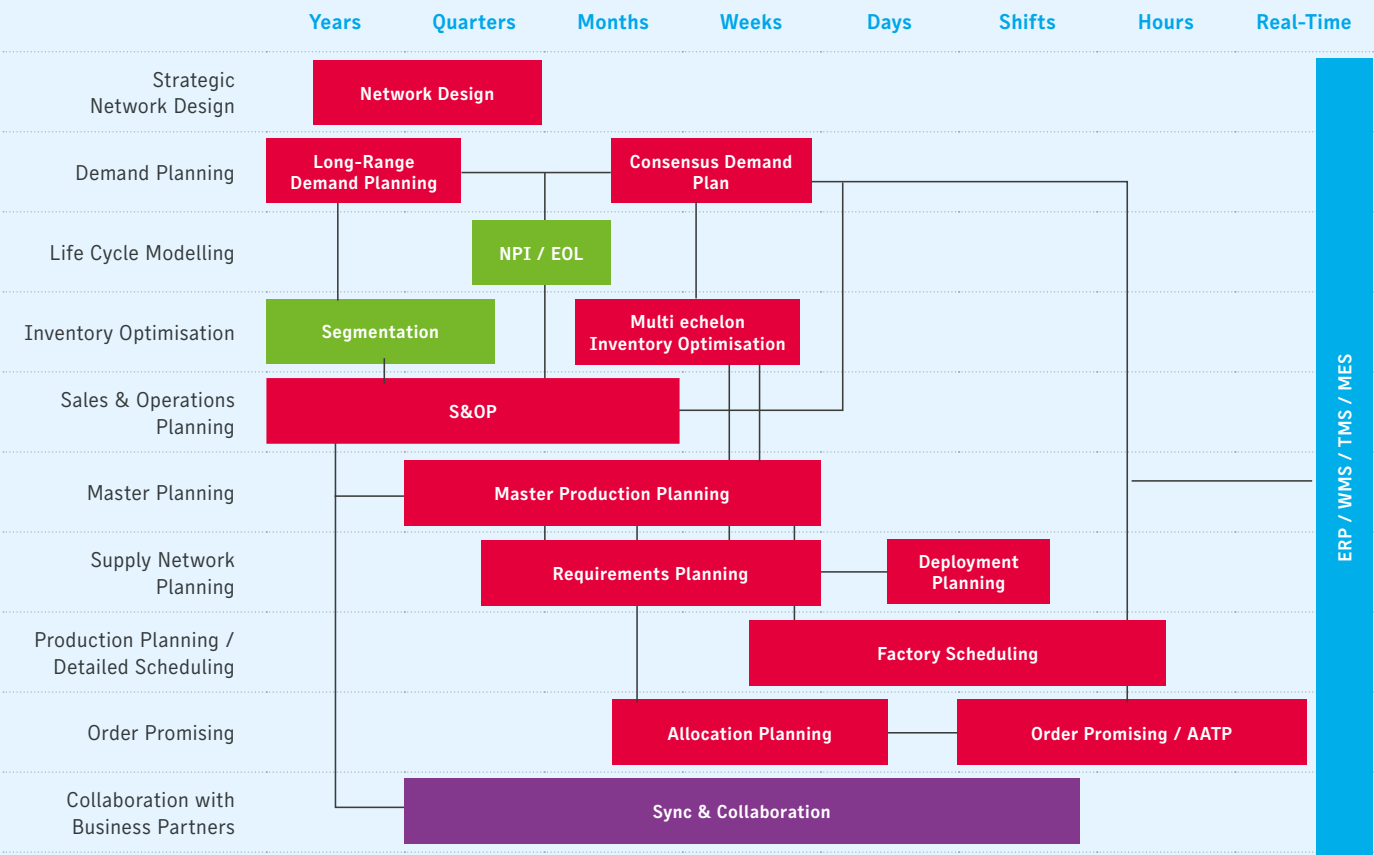 Years Quarters Months Weeks Days Shifts Hours Real-Time
Strategic
Network Design
Network Design
Demand Planning
Long-Range
Demand Planning
Consensus Demand
Plan
Life Cycle Modelling
NPI / EOL
Inventory Optimisation
Segmentation
Multi echelon
Inventory Optimisation
Sales & Operations
Planning
S&OP
Master Planning
Master Production Planning
Supply Network
Planning
Requirements Planning
Deployment
Planning
Production Planning /
Detailed Scheduling
Factory Scheduling
Order Promising
Allocation Planning
Order Promising / AATP
Collaboration with
Business Partners
Sync & Collaboration
ERP / WMS / TMS / MES